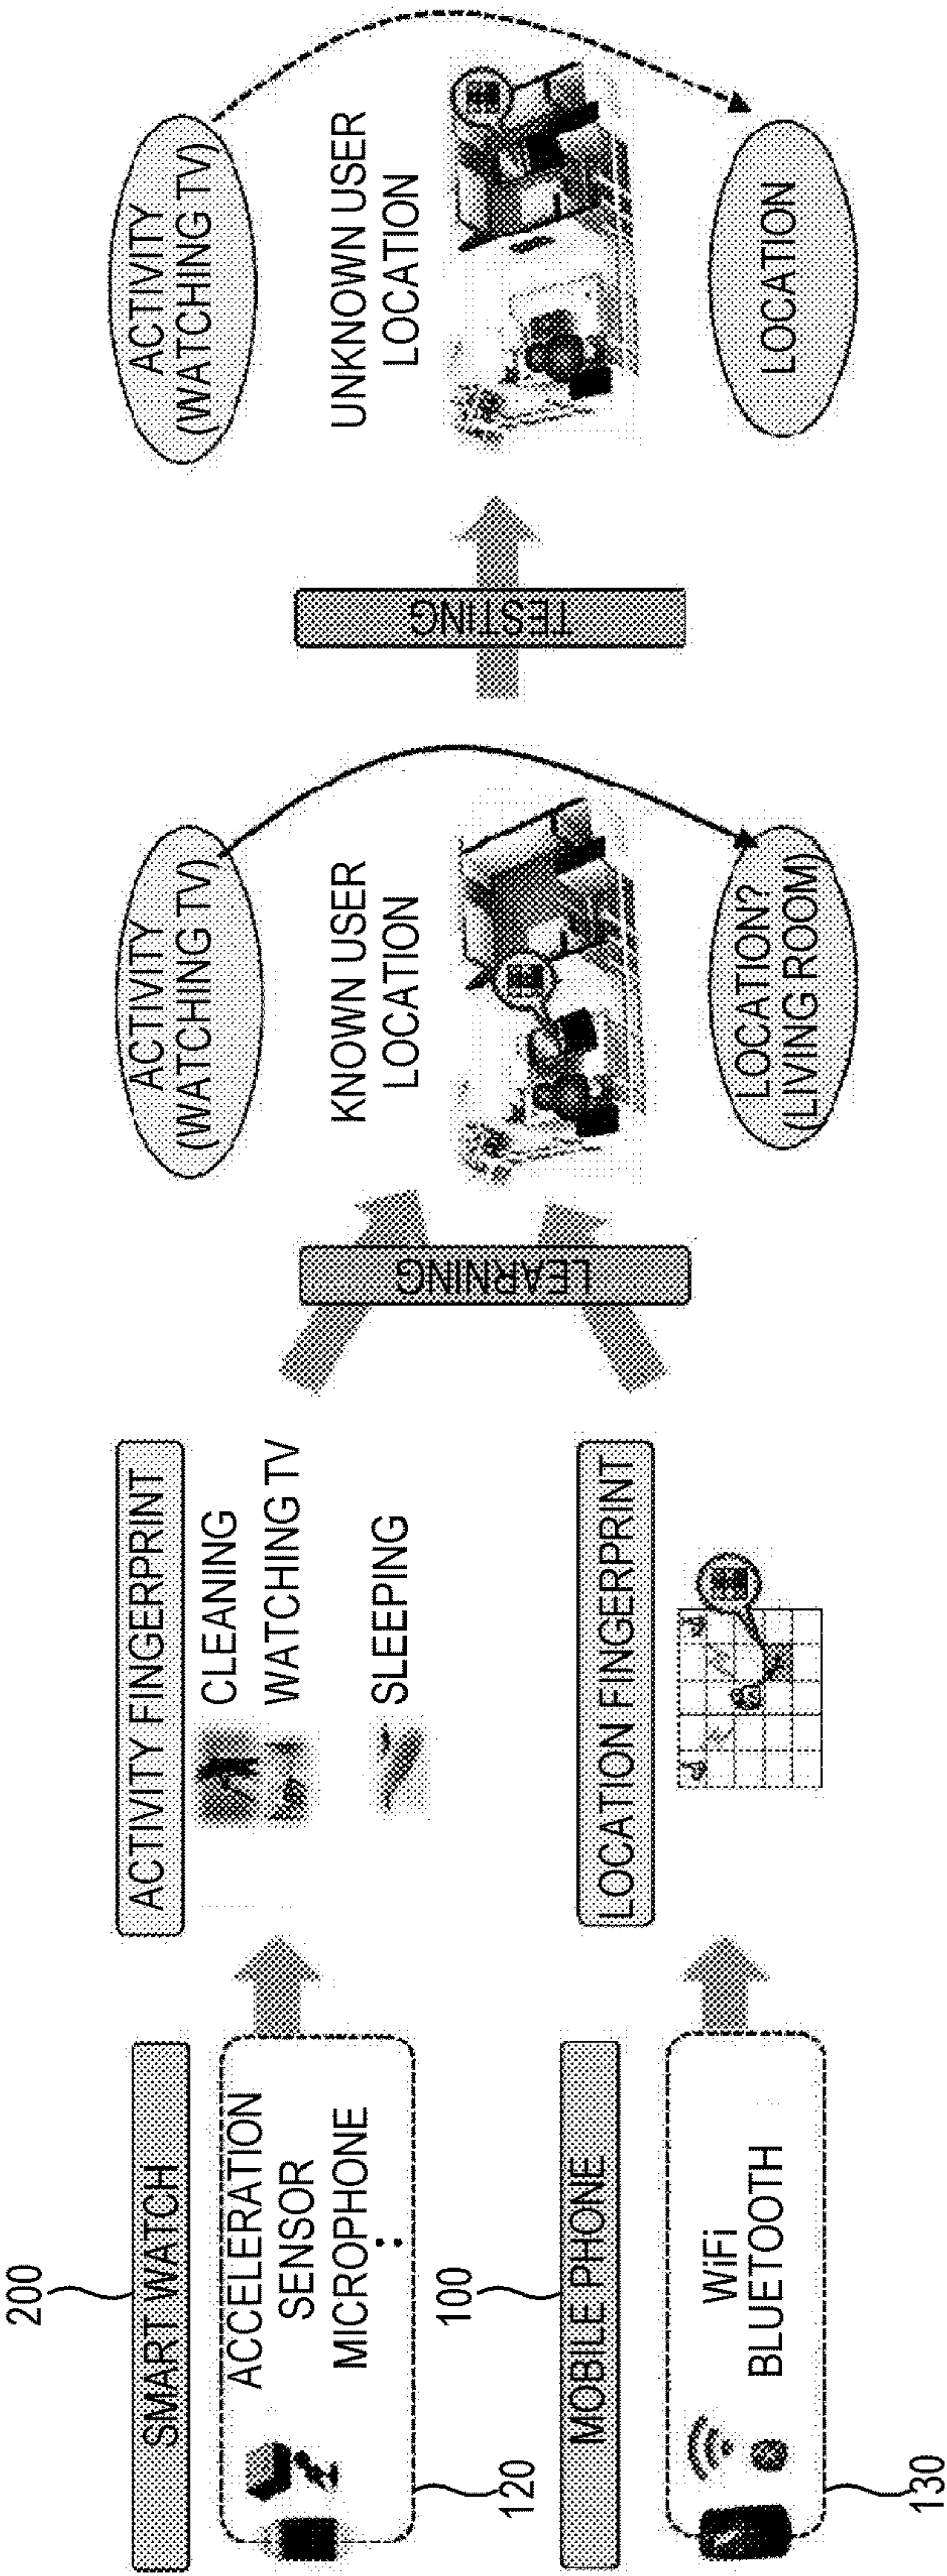 200
SMART WATCH
ACCELERATION
SENSOR
MICROPHONE
120
100
MOBILE PHONE
WiFi
BLUETOOTH
130
ACTIVITY FINGERPRINT
CLEANING
WATCHING TV
SLEEPING
LOCATION FINGERPRINT
LEARNING
ACTIVITY
(WATCHING TV)
KNOWN USER
LOCATION
LOCATION?
(LIVING ROOM)
TESTING
ACTIVITY
(WATCHING TV)
UNKNOWN USER
LOCATION
LOCATION